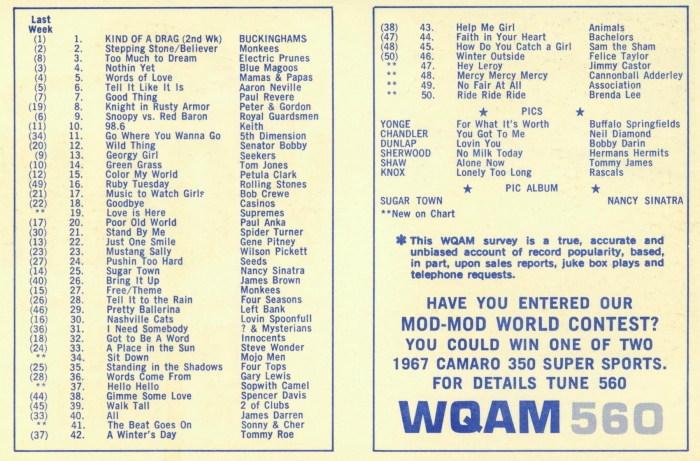 Last
Week
(1) 1. KIND OF A DRAG (2nd Wk) BUCKINGHAMS
(2) 2. Stepping Stone/Believer Monkees
(8) 3. Too Much to Dream Electric Prunes
(3) 4. Nothin Yet Blue Magoos
(4) 5. Words of Love Mamas & Papas
(5) 6. Tell It Like It Is Aaron Neville
(7) 7. Good Thing Paul Revere
(19) 8. Knight in Rusty Armor Peter & Gordon
(6) 9. Snoopy vs. Red Baron Royal Guardsmen
(11) 10. 98.6 Keith
(34) 11. Go Where You Wanna Go 5th Dimension
(20) 12. Wild Thing Senator Bobby
(9) 13. Georgy Girl Seekers
(10) 14. Green Grass Tom Jones
(12) 15. Color My World Petula Clark
(49) 16. Ruby Tuesday Rolling Stones
(21) 17. Music to Watch Girls Bob Crewe
(22) 18. Goodbye Casinos
** 19. Love is Here Supremes
(17) 20. Poor Old World Paul Anka
(30) 21. Stand By Me Spider Turner
(13) 22. Just One Smile Gene Pitney
(23) 23. Mustang Sally Wilson Pickett
(27) 24. Pushin Too Hard Seeds
(14) 25. Sugar Town Nancy Sinatra
(40) 26. Bring It Up James Brown
(15) 27. Free/Theme Monkees
(26) 28. Tell It to the Rain Four Seasons
(46) 29. Pretty Ballerina Left Bank
(16) 30. Nashville Cats Lovin Spoonfull
(36) 31. I Need Somebody ? & Mysterians
(18) 32. Got to Be A Word Innocents
(24) 33. A Place in the Sun Steve Wonder
** 34. Sit Down Mojo Men
(25) 35. Standing in the Shadows Four Tops
(28) 36. Words Come From Gary Lewis
** 37. Hello Hello Sopwith Camel
(44) 38. Gimme Some Love Spencer Davis
(45) 39. Walk Tall 2 of Clubs
(33) 40. All James Darren
** 41. The Beat Goes On Sonny & Cher
(37) 42. A Winter's Day Tommy Roe
(38) 43. Help Me Girl Animals
(47) 44. Faith in Your Heart Bachelors
(48) 45. How Do You Catch a Girl Sam the Sham
(50) 46. Winter Outside Felice Taylor
** 47. Hey Leroy Jimmy Castor
** 48. Mercy Mercy Mercy Cannonball Adderley
** 49. No Fair At All Association
** 50. Ride Ride Ride Brenda Lee
★ PICS ★
YONGE For What It's Worth Buffalo Springfields
CHANDLER You Got To Me Neil Diamond
DUNLAP Lovin You Bobby Darin
SHERWOOD No Milk Today Hermans Hermits
SHAW Alone Now Tommy James
KNOX Lonely Too Long Rascals
★ PIC ALBUM ★
SUGAR TOWN NANCY SINATRA
**New on Chart
* This WQAM survey is a true, accurate and
unbiased account of record popularity, based,
in part, upon sales reports, juke box plays and
telephone requests.
HAVE YOU ENTERED OUR
MOD-MOD WORLD CONTEST?
YOU COULD WIN ONE OF TWO
1967 CAMARO 350 SUPER SPORTS.
FOR DETAILS TUNE 560
WQAM 560